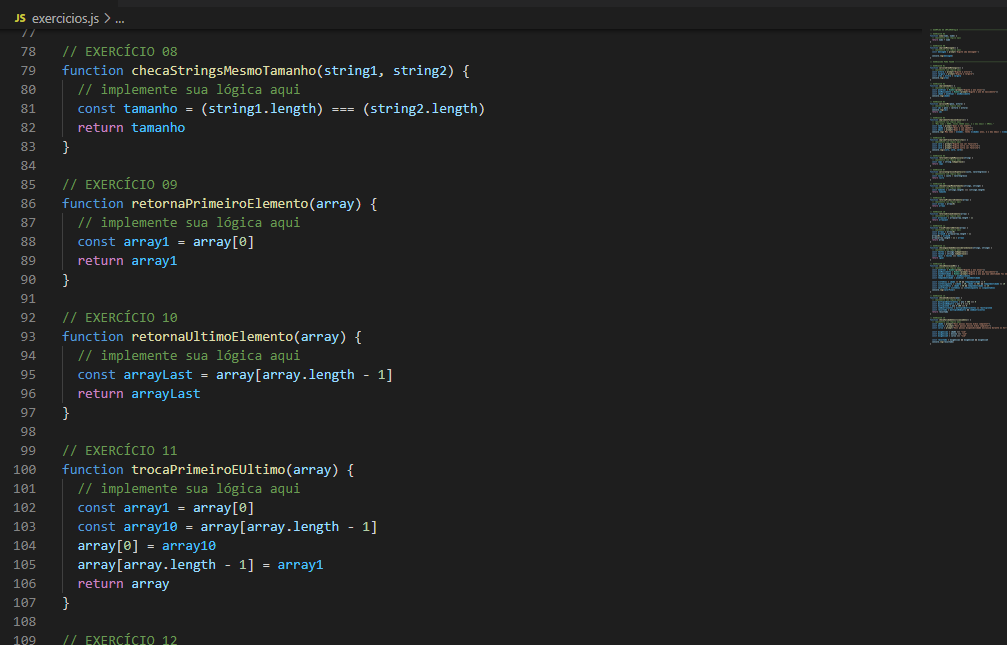 JS exercicios.js > ...
77
78 // EXERCÍCIO 08
79 function checaStringsMesmoTamanho(string1, string2) {
80 // implemente sua lógica aqui
81 const tamanho = (string1.length) === (string2.length)
82 return tamanho
83 }
84
85 // EXERCÍCIO 09
86 function retornaPrimeiroElemento(array) {
87 // implemente sua lógica aqui
88 const array1 = array[0]
89 return array1
90 }
91
92 // EXERCÍCIO 10
93 function retornaUltimoElemento(array) {
94 // implemente sua lógica aqui
95 const arrayLast = array[array.length - 1]
96 return arrayLast
97 }
98
99 // EXERCÍCIO 11
100 function trocaPrimeiroEUltimo(array) {
101 // implemente sua lógica aqui
102 const array1 = array[0]
103 const array10 = array[array.length - 1]
104 array[0] = array10
105 array[array.length - 1] = array1
106 return array
107 }
108
109 // EXERCÍCIO 12